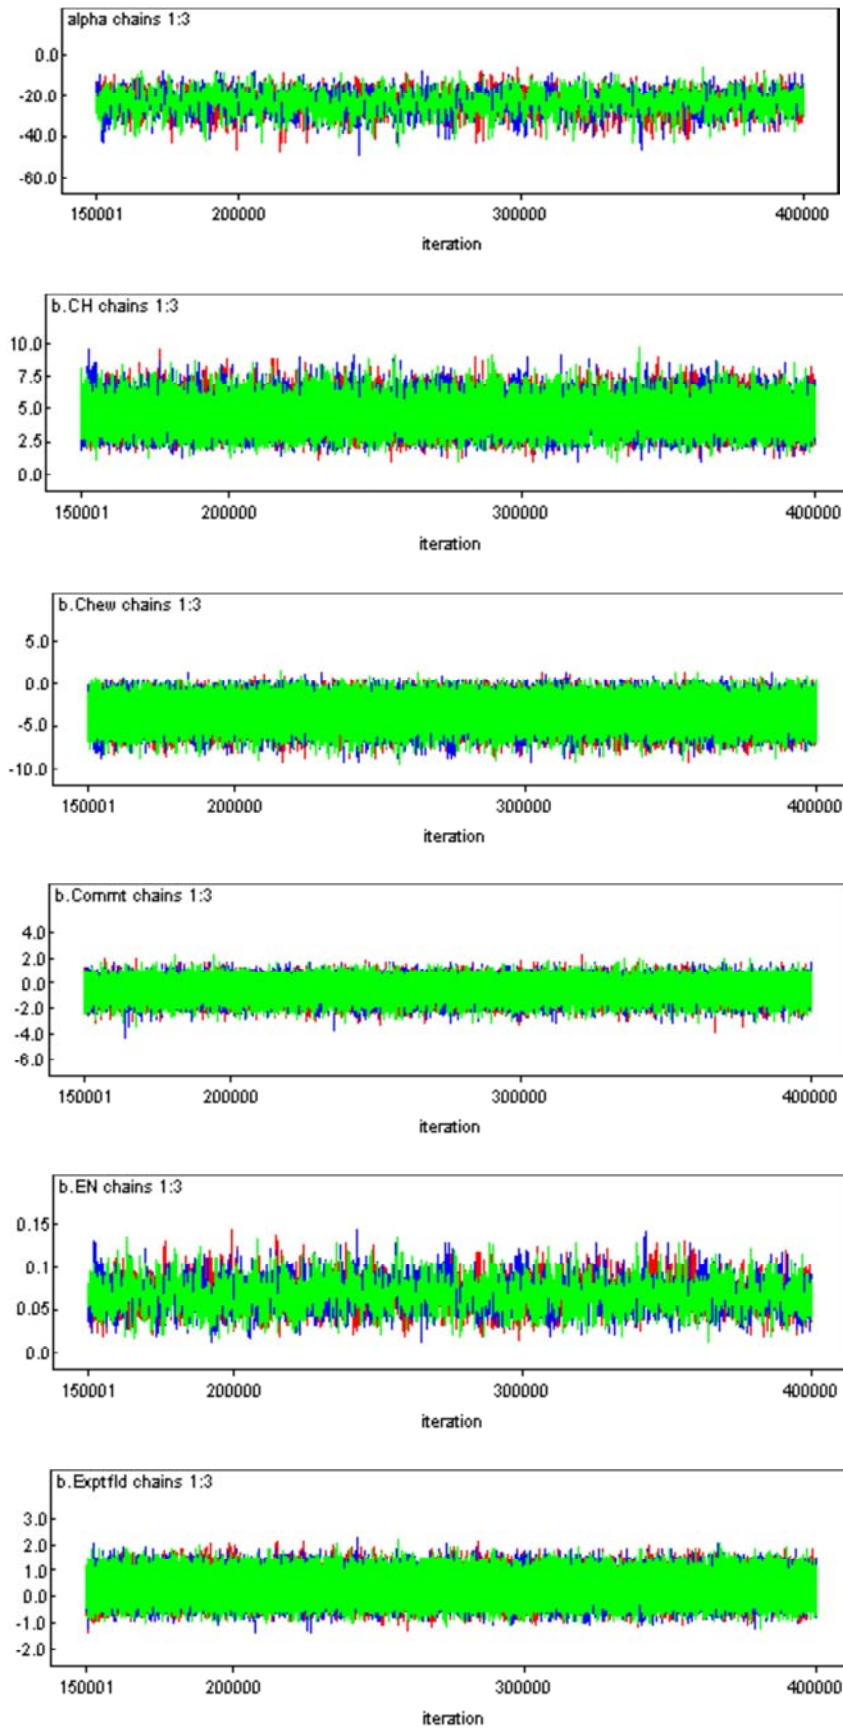 alpha chains 1:3
0.0
-20.0
-40.0
-60.0
150001 200000 300000 400000
iteration
b.CH chains 1:3
10.0
7.5
5.0
2.5
0.0
150001 200000 300000 400000
iteration
b.Chew chains 1:3
5.0
0.0
-5.0
-10.0
150001 200000 300000 400000
iteration
b.Commt chains 1:3
4.0
2.0
0.0
-2.0
-4.0
-6.0
150001 200000 300000 400000
iteration
b.EN chains 1:3
0.15
0.1
0.05
0.0
150001 200000 300000 400000
iteration
b.Exptfld chains 1:3
3.0
2.0
1.0
0.0
-1.0
-2.0
150001 200000 300000 400000
iteration